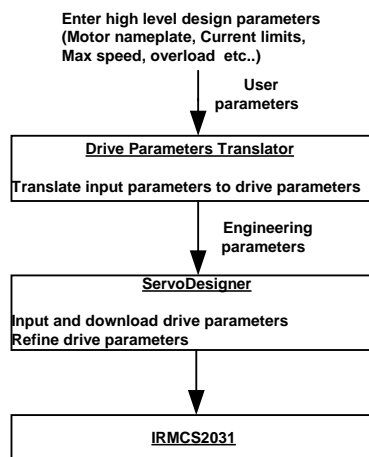 Enter high level design parameters
(Motor nameplate, Current limits,
Max speed, overload etc..)
User
parameters
Drive Parameters Translator
Translate input parameters to drive parameters
Engineering
parameters
ServoDesigner
Input and download drive parameters
Refine drive parameters
IRMCS2031